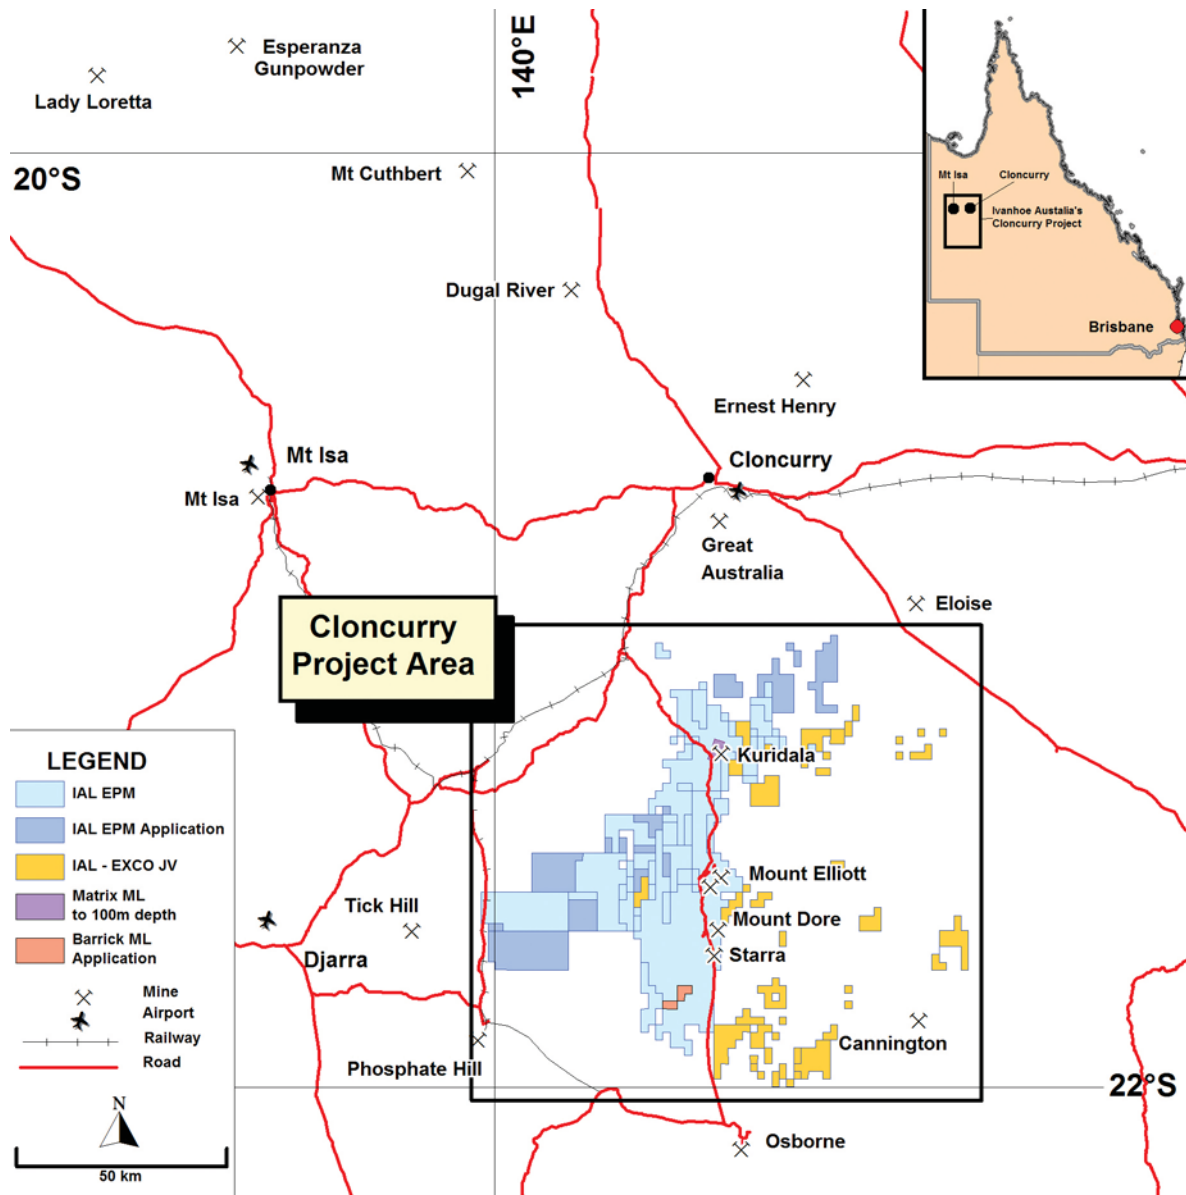 Esperanza
Gunpowder
Lady Loretta
140°E
20°S
Mt Cuthbert
Dugal River
Mt Isa
Cloncurry
Ivanhoe Austalia's
Cloncurry Project
Brisbane
Ernest Henry
Mt Isa
Cloncurry
Mt Isa
Great
Australia
Eloise
Cloncurry
Project Area
Kuridala
Mount Elliott
Mount Dore
Starra
Cannington
Tick Hill
Djarra
Phosphate Hill
22°S
Osborne
LEGEND
IAL EPM
IAL EPM Application
IAL - EXCO JV
Matrix ML
to 100m depth
Barrick ML
Application
Mine
Airport
Railway
Road
N
50 km